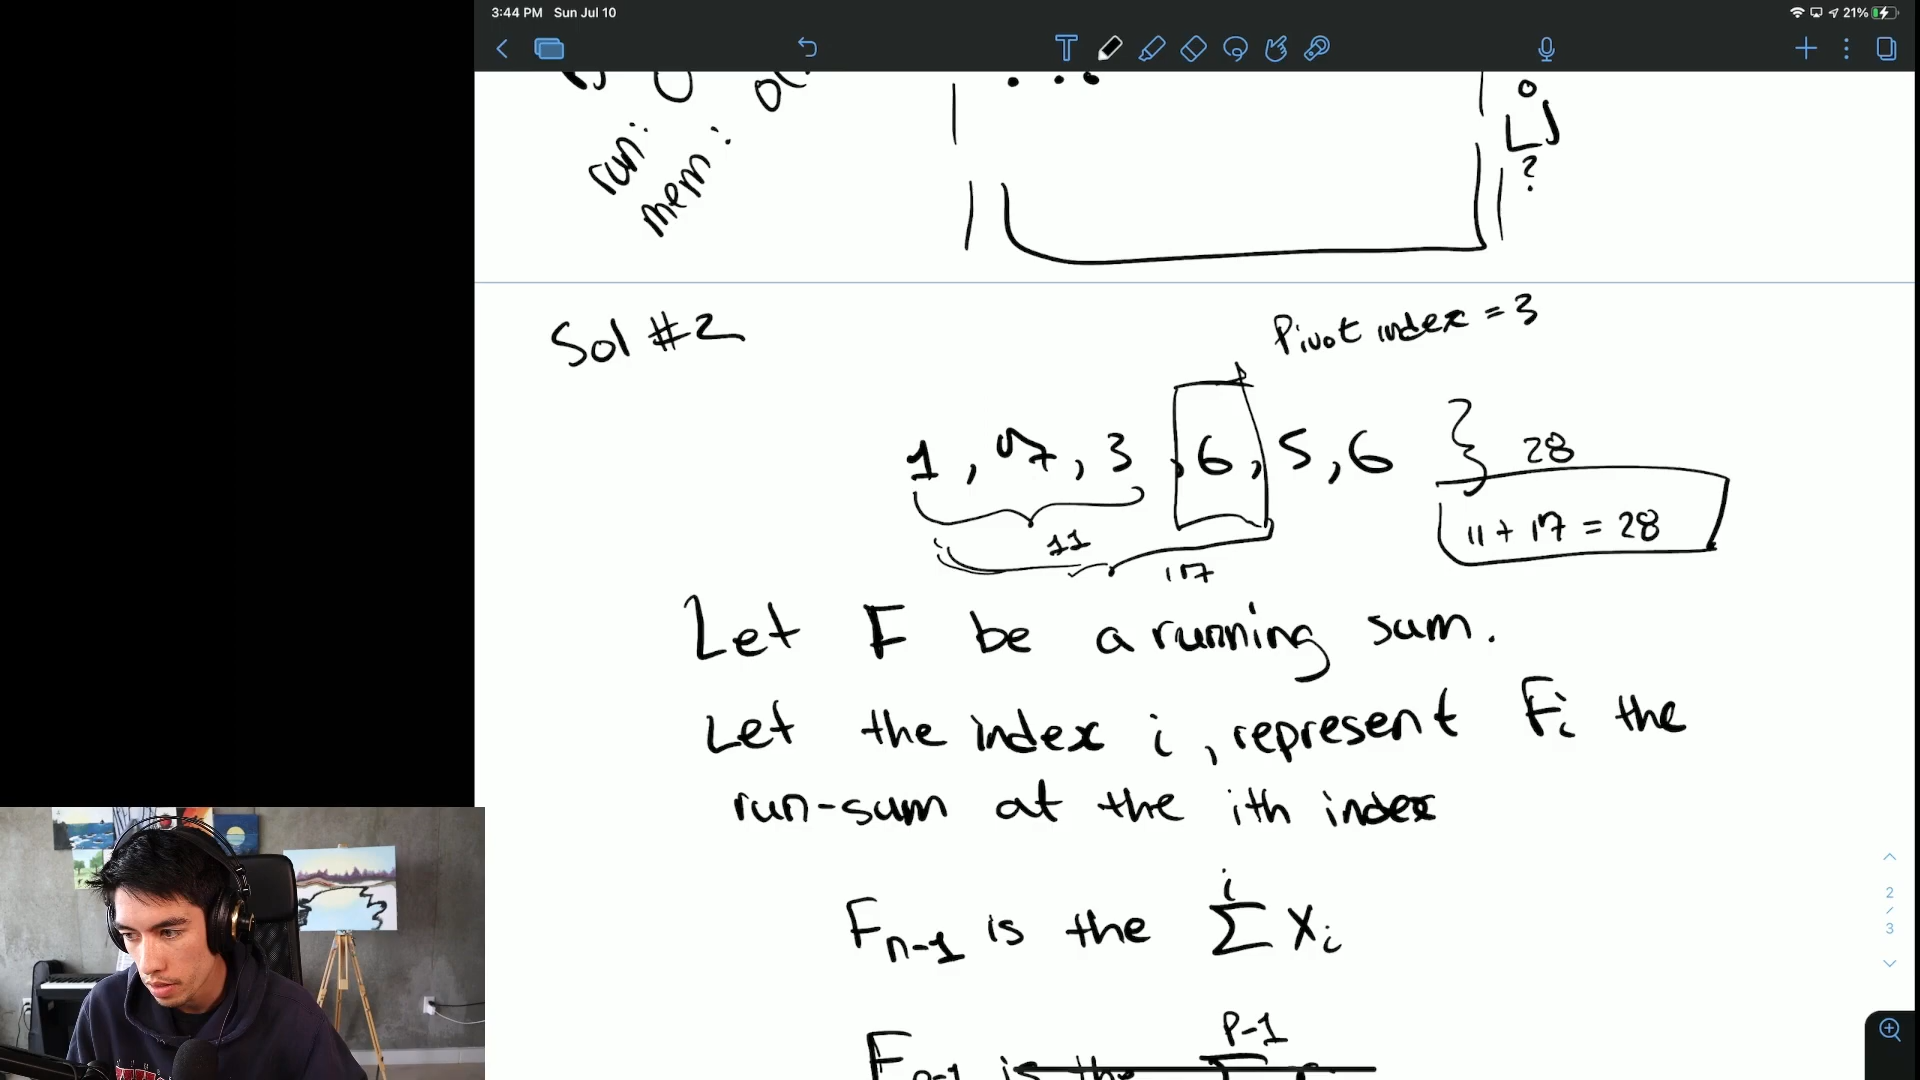 3:44 PM Sun Jul 10
21%
run:
mem:
?
Sol #2
Pivot index = 3
1, 7, 3, 6, 5, 6 } 28
11 + 17 = 28
11
17
Let F be a running sum.
Let the index i, represent Fi the
run-sum at the ith index
Fn-1 is the i Σ Xi
P-1
is the
2
/
3